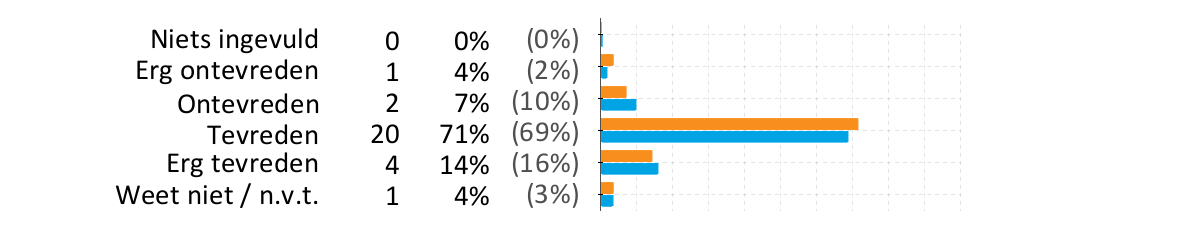 Niets ingevuld 0 0% (0%)
Erg ontevreden 1 4% (2%)
Ontevreden 2 7% (10%)
Tevreden 20 71% (69%)
Erg tevreden 4 14% (16%)
Weet niet / n.v.t. 1 4% (3%)